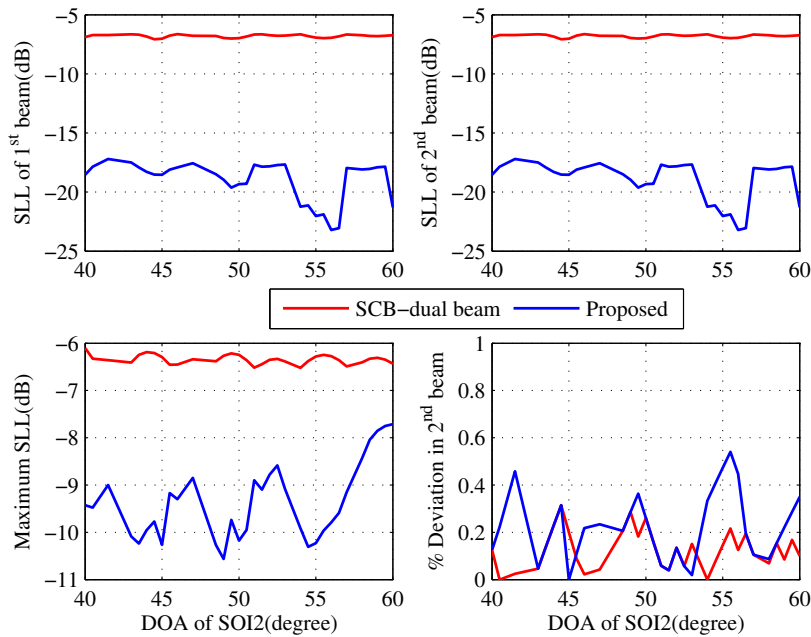 −5
−10
−15
−20
−25
40 45 50 55 60
SLL of 1st beam(dB)
−5
−10
−15
−20
−25
40 45 50 55 60
SLL of 2nd beam(dB)
SCB−dual beam Proposed
−6
−7
−8
−9
−10
−11
40 45 50 55 60
Maximum SLL(dB)
DOA of SOI2(degree)
1
0.8
0.6
0.4
0.2
0
40 45 50 55 60
% Deviation in 2nd beam
DOA of SOI2(degree)